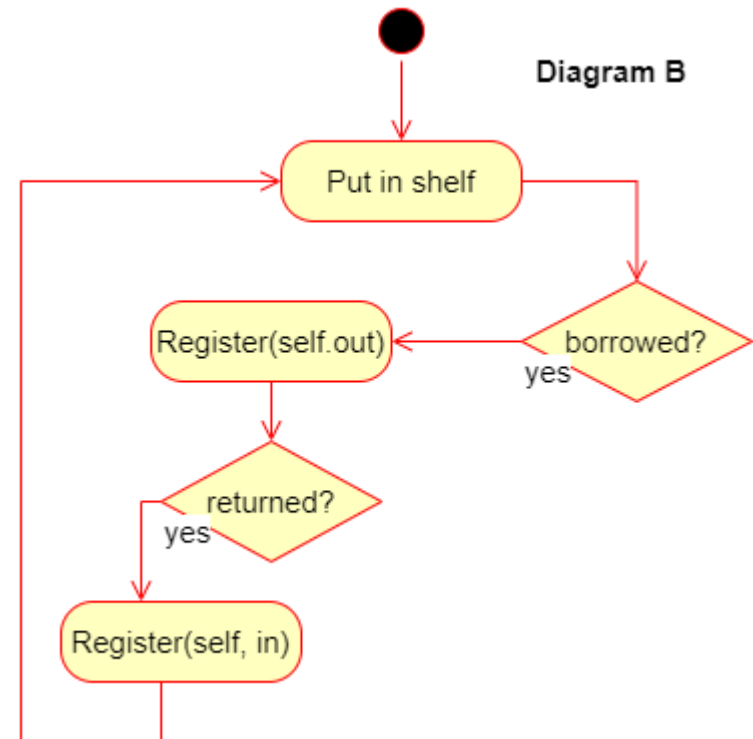 Diagram B
Put in shelf
borrowed?
yes
Register(self.out)
returned?
yes
Register(self, in)